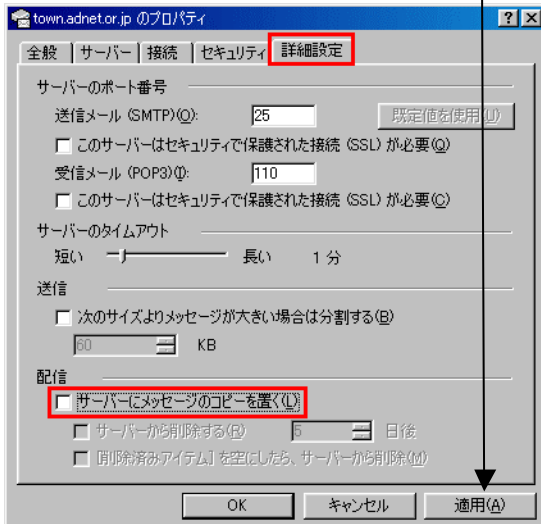 town.adnet.or.jp のプロパティ
全般 サーバー 接続 セキュリティ 詳細設定
サーバーのポート番号
送信メール (SMTP)(O): 25 既定値を使用(U)
このサーバーはセキュリティで保護された接続 (SSL) が必要(Q)
受信メール (POP3)(I): 110
このサーバーはセキュリティで保護された接続 (SSL) が必要(C)
サーバーのタイムアウト
短い 長い 1 分
送信
次のサイズよりメッセージが大きい場合は分割する(B)
60 KB
配信
サーバーにメッセージのコピーを置く(L)
サーバーから削除する(R) 5 日後
[削除済みアイテム] を空にしたら、サーバーから削除(M)
OK キャンセル 適用(A)